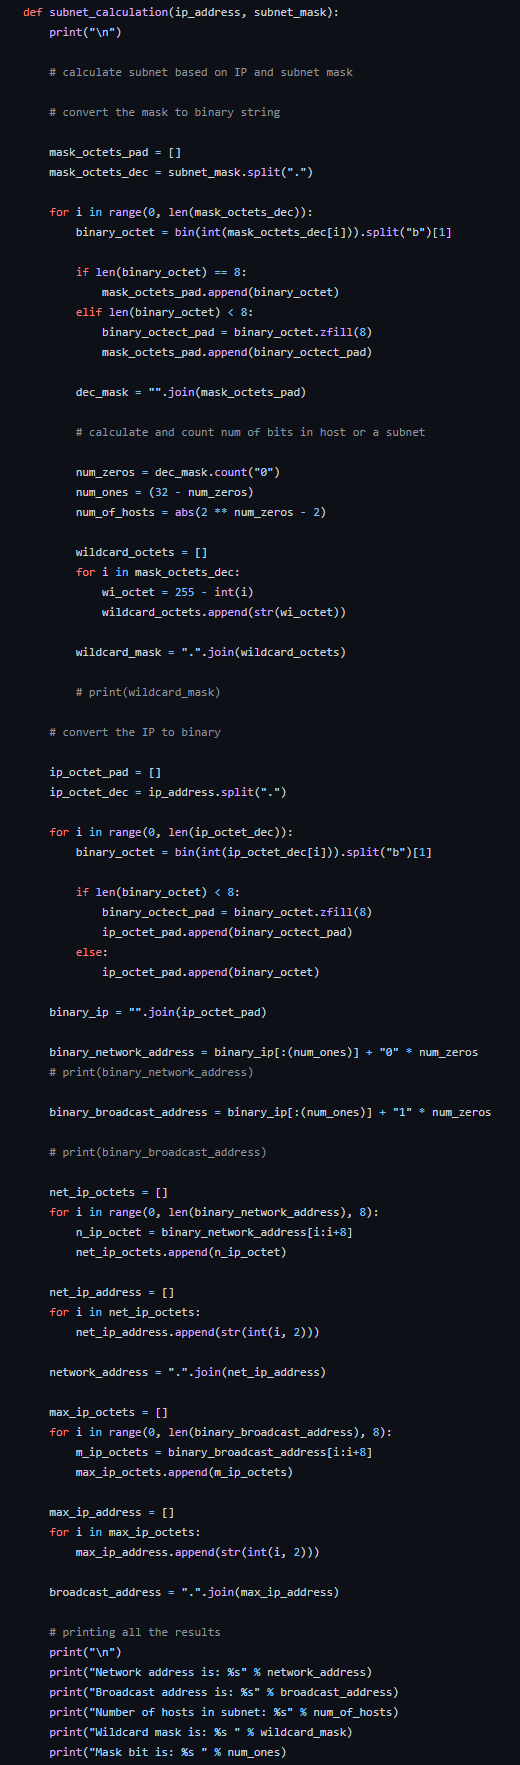 def subnet_calculation(ip_address, subnet_mask):
    print("\n")
    # calculate subnet based on IP and subnet mask
    # convert the mask to binary string
    mask_octets_pad = []
    mask_octets_dec = subnet_mask.split(".")
    for i in range(0, len(mask_octets_dec)):
        binary_octet = bin(int(mask_octets_dec[i])).split("b")[1]
        if len(binary_octet) == 8:
            mask_octets_pad.append(binary_octet)
        elif len(binary_octet) < 8:
            binary_octect_pad = binary_octet.zfill(8)
            mask_octets_pad.append(binary_octect_pad)
        dec_mask = "".join(mask_octets_pad)
        # calculate and count num of bits in host or a subnet
        num_zeros = dec_mask.count("0")
        num_ones = (32 - num_zeros)
        num_of_hosts = abs(2 ** num_zeros - 2)
        wildcard_octets = []
        for i in mask_octets_dec:
            wi_octet = 255 - int(i)
            wildcard_octets.append(str(wi_octet))
        wildcard_mask = ".".join(wildcard_octets)
        # print(wildcard_mask)
    # convert the IP to binary
    ip_octet_pad = []
    ip_octet_dec = ip_address.split(".")
    for i in range(0, len(ip_octet_dec)):
        binary_octet = bin(int(ip_octet_dec[i])).split("b")[1]
        if len(binary_octet) < 8:
            binary_octect_pad = binary_octet.zfill(8)
            ip_octet_pad.append(binary_octect_pad)
        else:
            ip_octet_pad.append(binary_octet)
    binary_ip = "".join(ip_octet_pad)
    binary_network_address = binary_ip[:(num_ones)] + "0" * num_zeros
    # print(binary_network_address)
    binary_broadcast_address = binary_ip[:(num_ones)] + "1" * num_zeros
    # print(binary_broadcast_address)
    net_ip_octets = []
    for i in range(0, len(binary_network_address), 8):
        n_ip_octet = binary_network_address[i:i+8]
        net_ip_octets.append(n_ip_octet)
    net_ip_address = []
    for i in net_ip_octets:
        net_ip_address.append(str(int(i, 2)))
    network_address = ".".join(net_ip_address)
    max_ip_octets = []
    for i in range(0, len(binary_broadcast_address), 8):
        m_ip_octets = binary_broadcast_address[i:i+8]
        max_ip_octets.append(m_ip_octets)
    max_ip_address = []
    for i in max_ip_octets:
        max_ip_address.append(str(int(i, 2)))
    broadcast_address = ".".join(max_ip_address)
    # printing all the results
    print("\n")
    print("Network address is: %s" % network_address)
    print("Broadcast address is: %s" % broadcast_address)
    print("Number of hosts in subnet: %s" % num_of_hosts)
    print("Wildcard mask is: %s " % wildcard_mask)
    print("Mask bit is: %s " % num_ones)